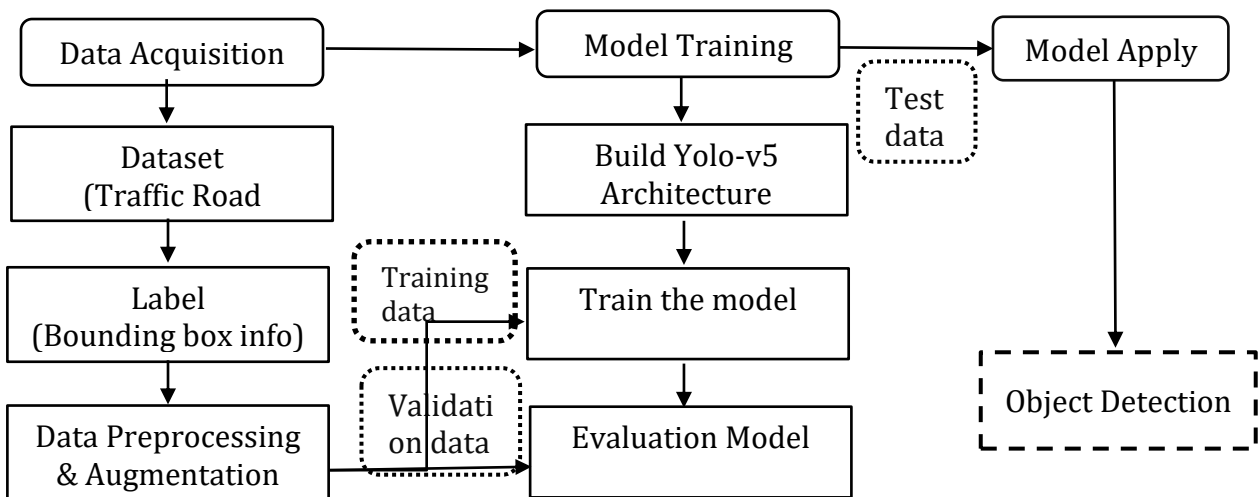 Data Acquisition
Model Training
Model Apply
Test
data
Dataset
(Traffic Road
Build Yolo-v5
Architecture
Label
(Bounding box info)
Training
data
Train the model
Object Detection
Data Preprocessing
& Augmentation
Validati
on data
Evaluation Model